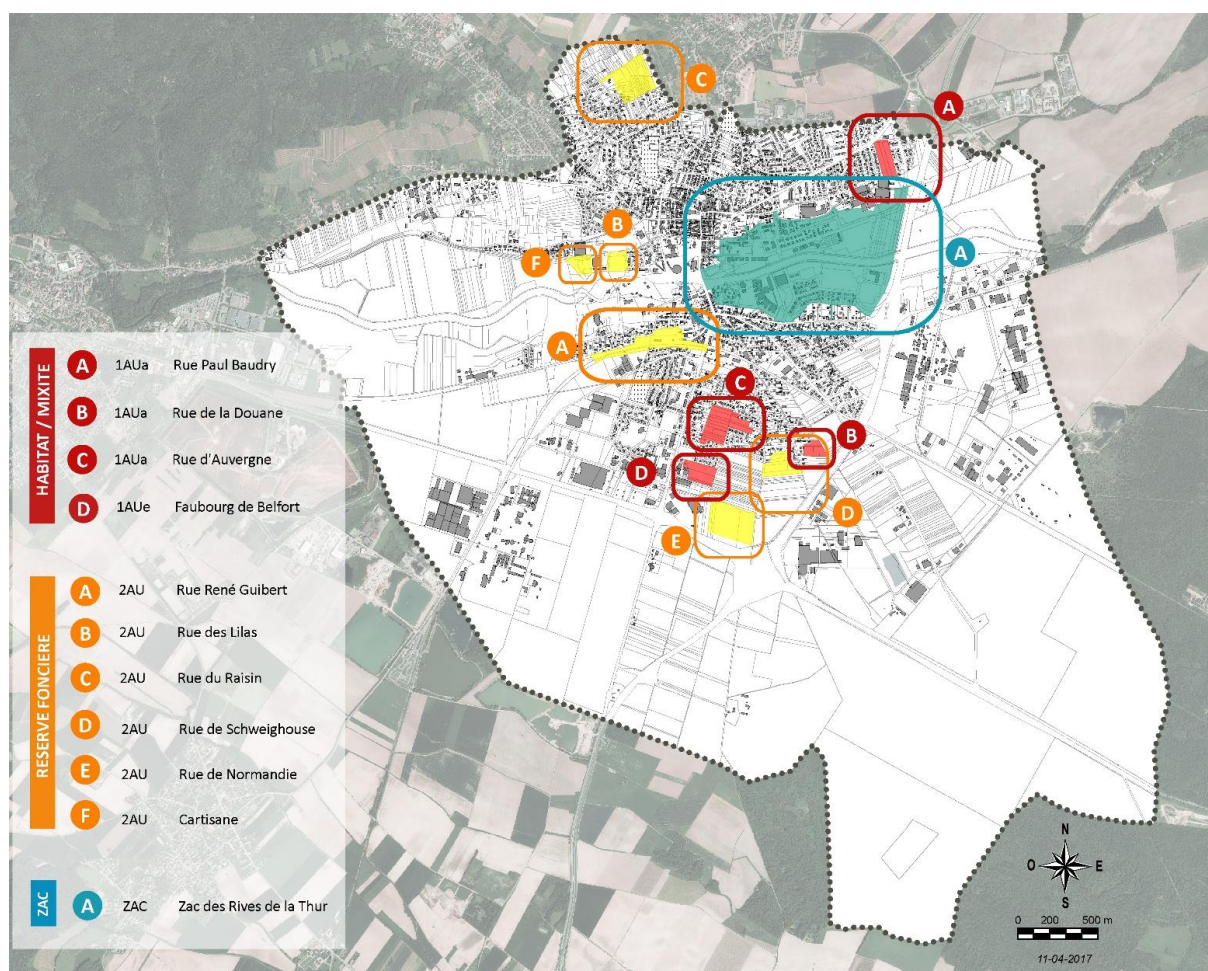 C
A
B
A
F
A
C
B
D
D
E
HABITAT / MIXITE
A 1AUa Rue Paul Baudry
B 1AUa Rue de la Douane
C 1AUa Rue d'Auvergne
D 1AUe Faubourg de Belfort
RESERVE FONCIERE
A 2AU Rue René Guibert
B 2AU Rue des Lilas
C 2AU Rue du Raisin
D 2AU Rue de Schweighouse
E 2AU Rue de Normandie
F 2AU Cartisane
ZAC
A ZAC Zac des Rives de la Thur
N
O E
S
0 200 500 m
11-04-2017